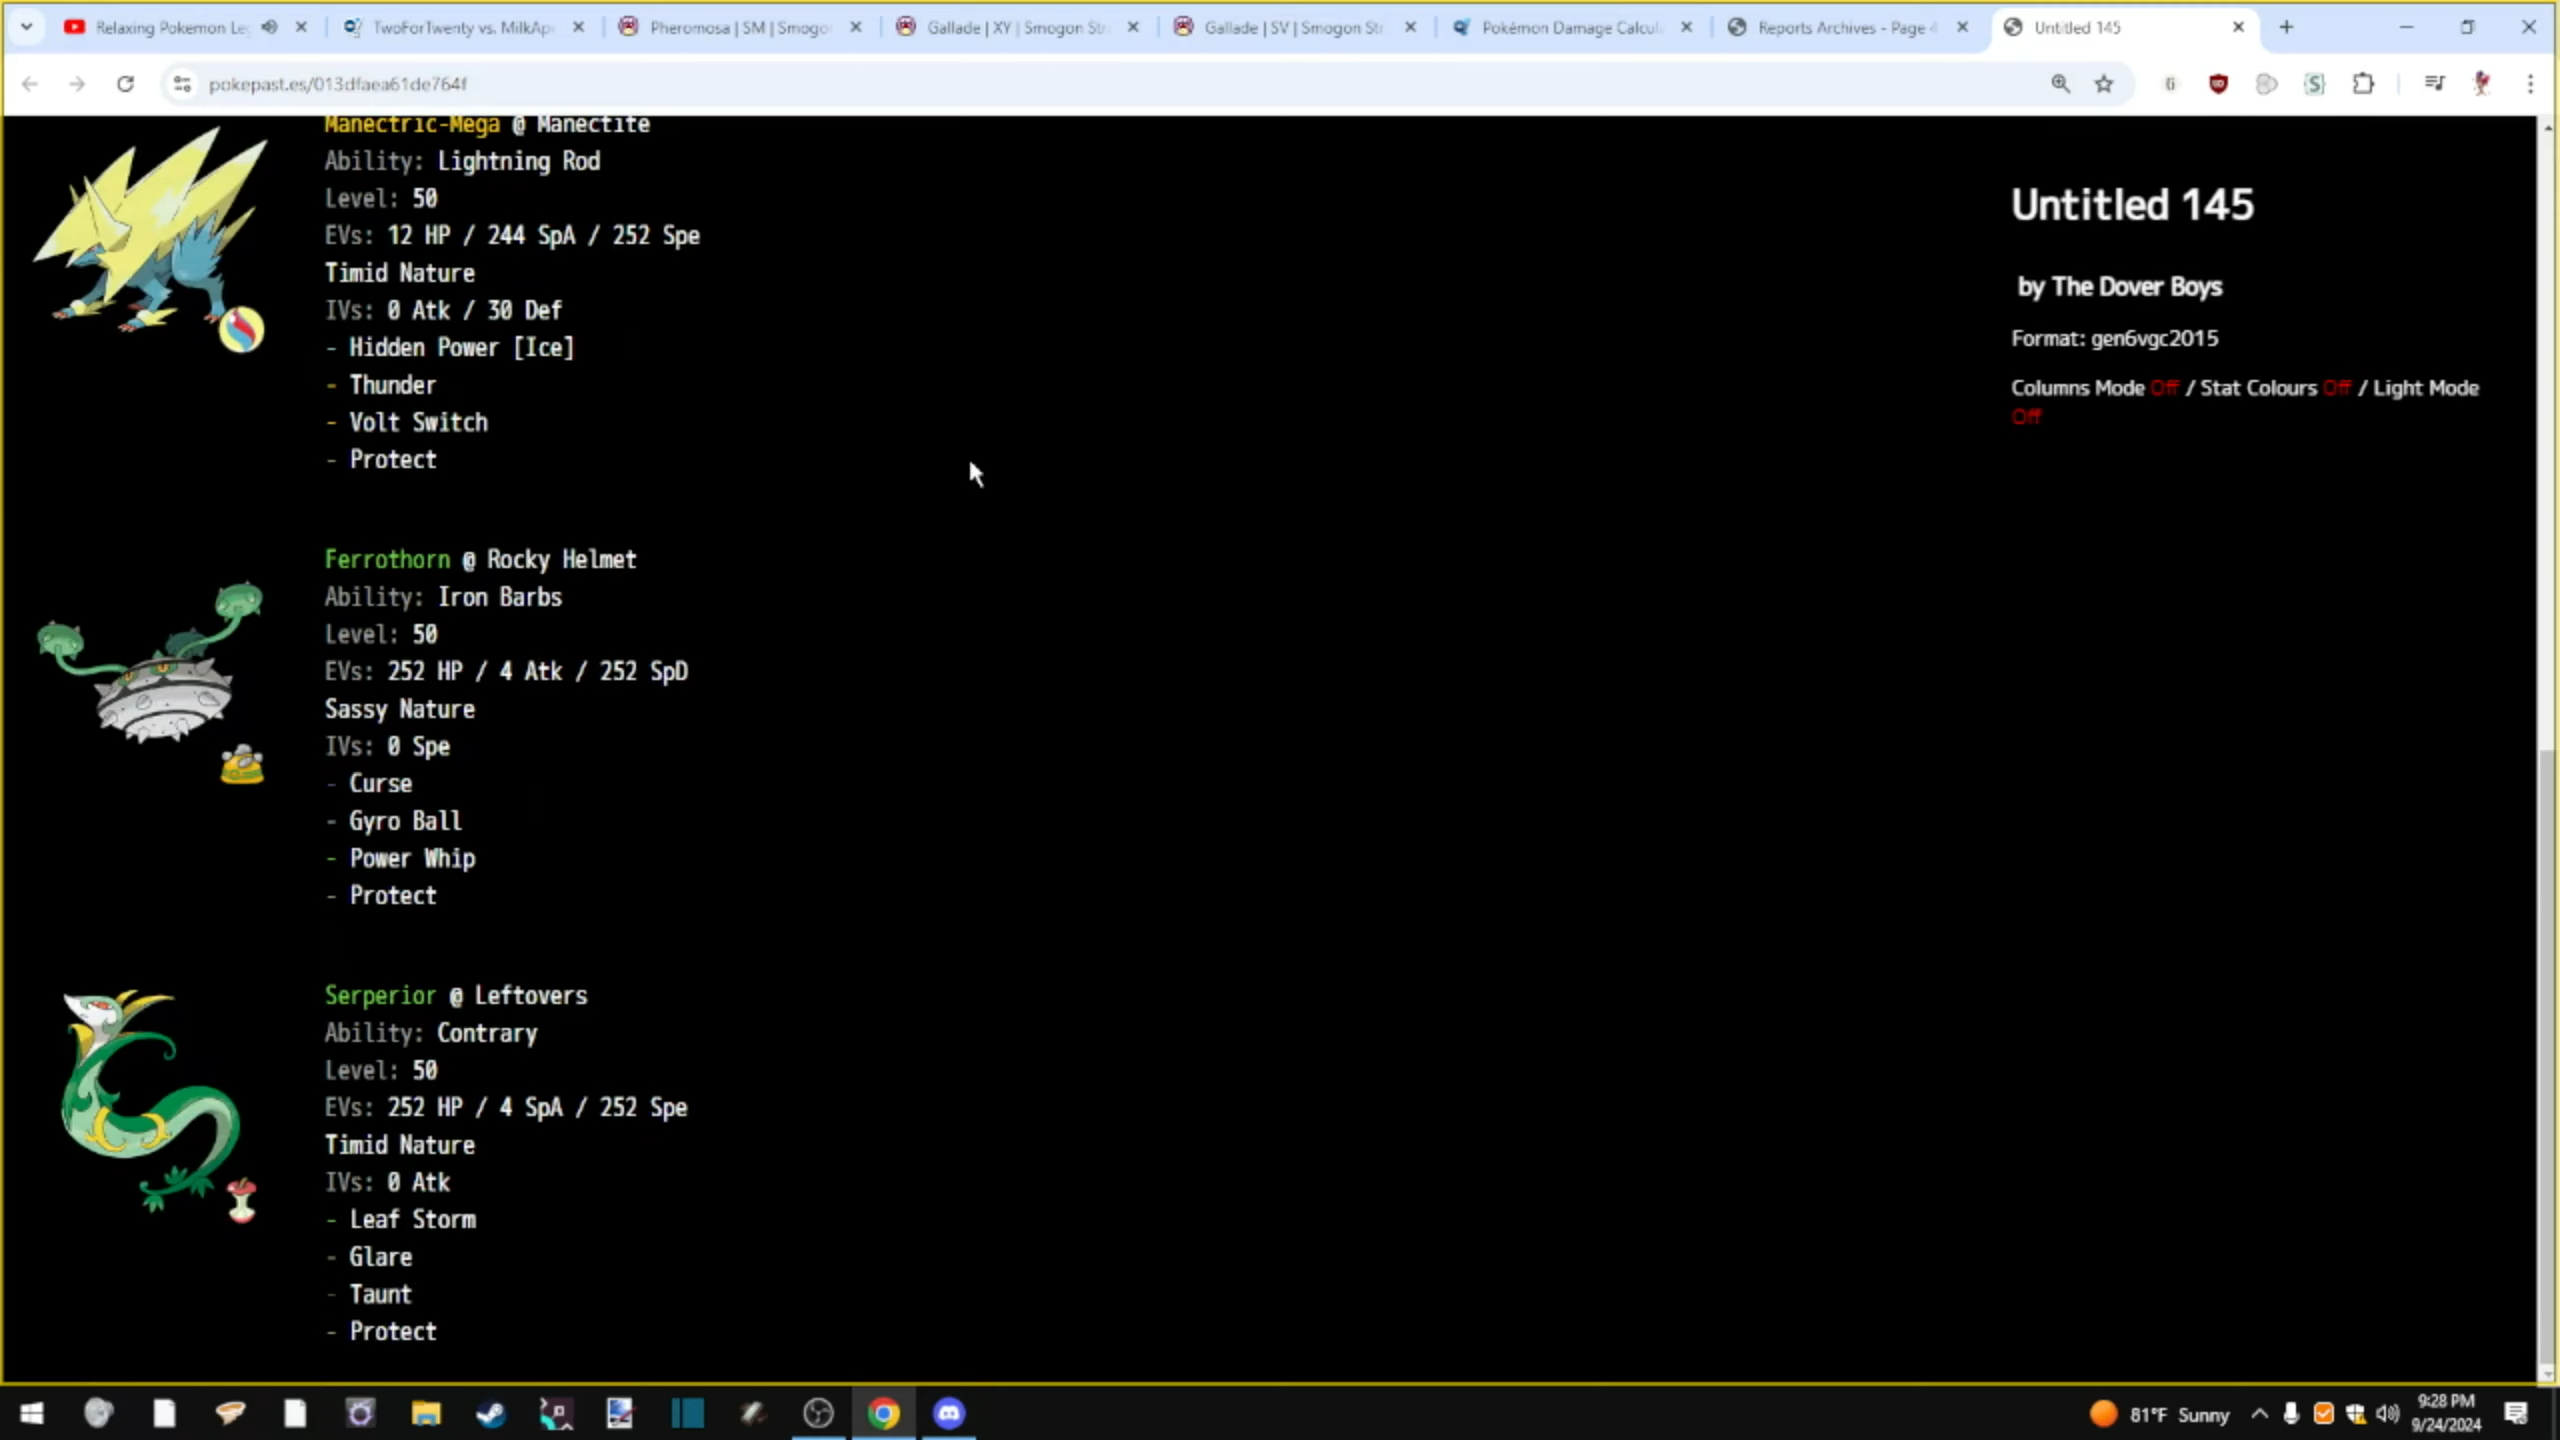 Relaxing Pokemon Le
TwoForTwenty vs. MilkAp
Pheromosa | SM | Smogo
Gallade | XY | Smogon Str
Gallade | SV | Smogon Str
Pokémon Damage Calcul
Reports Archives - Page 4
Untitled 145
pokepast.es/013dfaea61de764f
Manectric-Mega @ Manectite
Ability: Lightning Rod
Level: 50
EVs: 12 HP / 244 SpA / 252 Spe
Timid Nature
IVs: 0 Atk / 30 Def
- Hidden Power [Ice]
- Thunder
- Volt Switch
- Protect
Ferrothorn @ Rocky Helmet
Ability: Iron Barbs
Level: 50
EVs: 252 HP / 4 Atk / 252 SpD
Sassy Nature
IVs: 0 Spe
- Curse
- Gyro Ball
- Power Whip
- Protect
Serperior @ Leftovers
Ability: Contrary
Level: 50
EVs: 252 HP / 4 SpA / 252 Spe
Timid Nature
IVs: 0 Atk
- Leaf Storm
- Glare
- Taunt
- Protect
Untitled 145
by The Dover Boys
Format: gen6vgc2015
Columns Mode Off / Stat Colours Off / Light Mode
Off
81°F Sunny
9:28 PM
9/24/2024